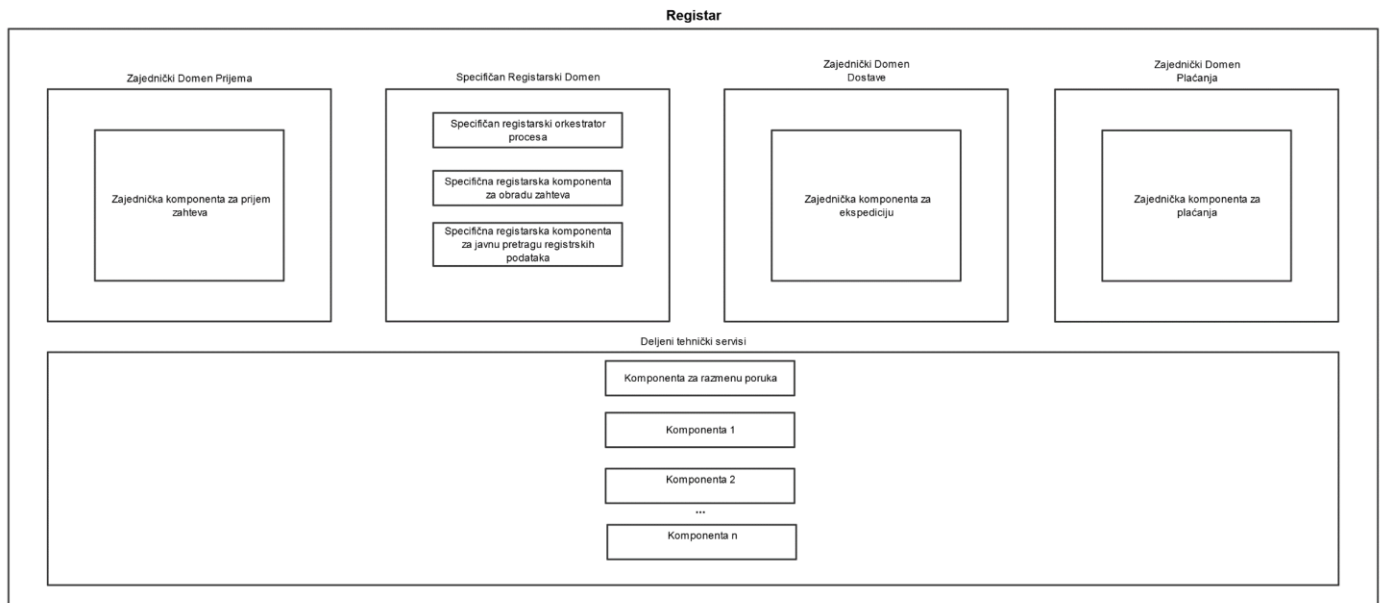 Registar
Zajednički Domen Prijema
Zajednička komponenta za prijem
zahteva
Specifičan Registarski Domen
Specifičan registarski orkestrator
procesa
Specifična registarska komponenta
za obradu zahteva
Specifična registarska komponenta
za javnu pretragu registrskih
podataka
Zajednički Domen
Dostave
Zajednička komponenta za
ekspediciju
Zajednički Domen
Plaćanja
Zajednička komponenta za
plaćanja
Deljeni tehnički servisi
Komponenta za razmenu poruka
Komponenta 1
Komponenta 2
...
Komponenta n